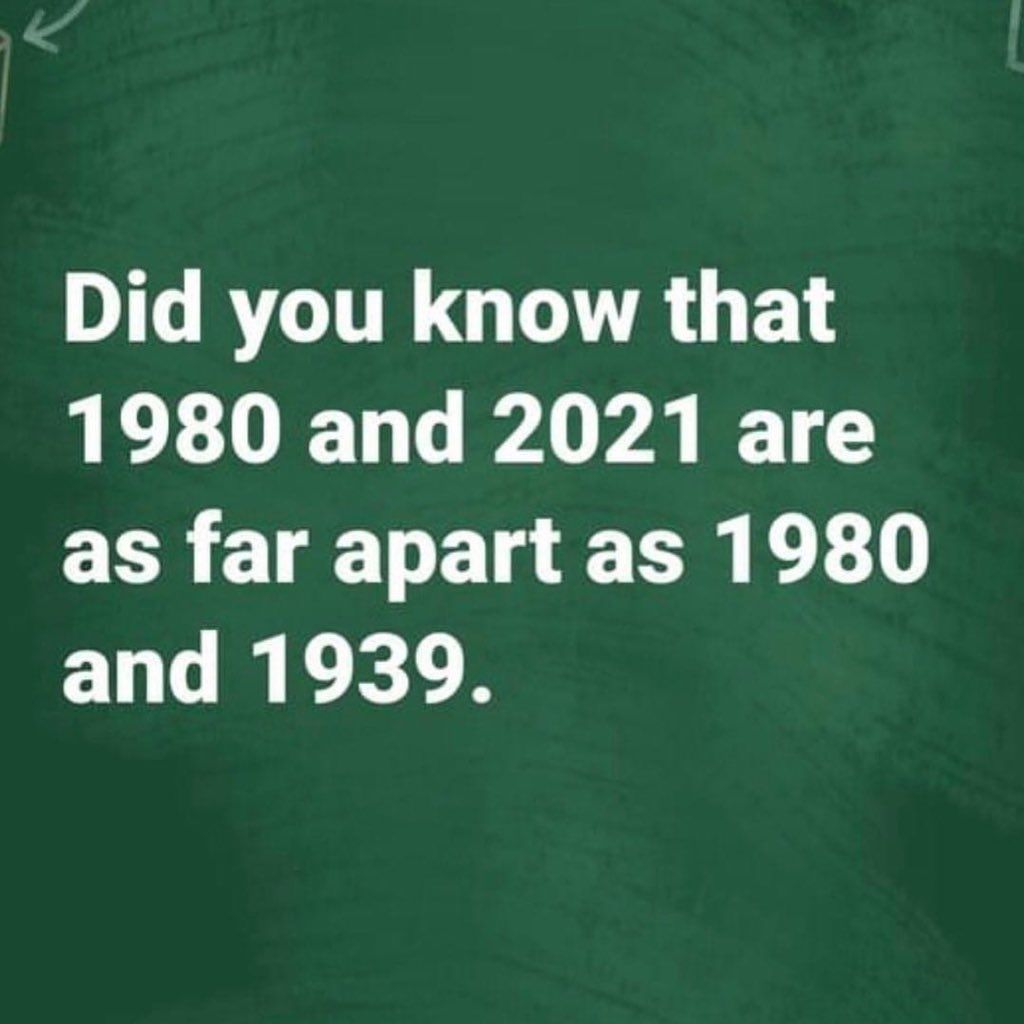 Did you know that
1980 and 2021 are
as far apart as 1980
and 1939.